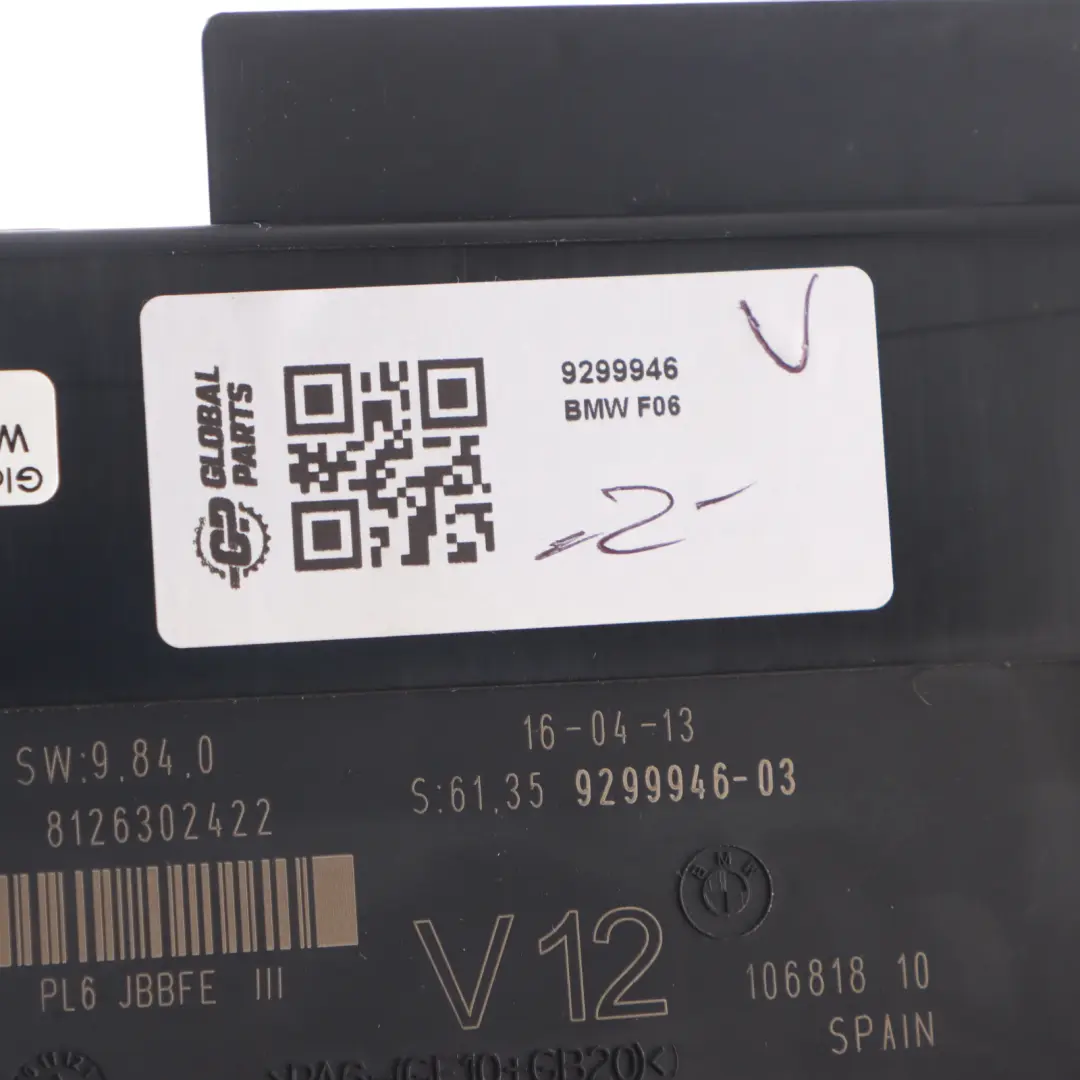 GLOBAL
PARTS
9299946
BMW F06
V
-2-
SW:9.84.0
8126302422
PL6 JBBFE III
16-04-13
S:61.35 9299946-03
V12
BMW
106818 10
SPAIN